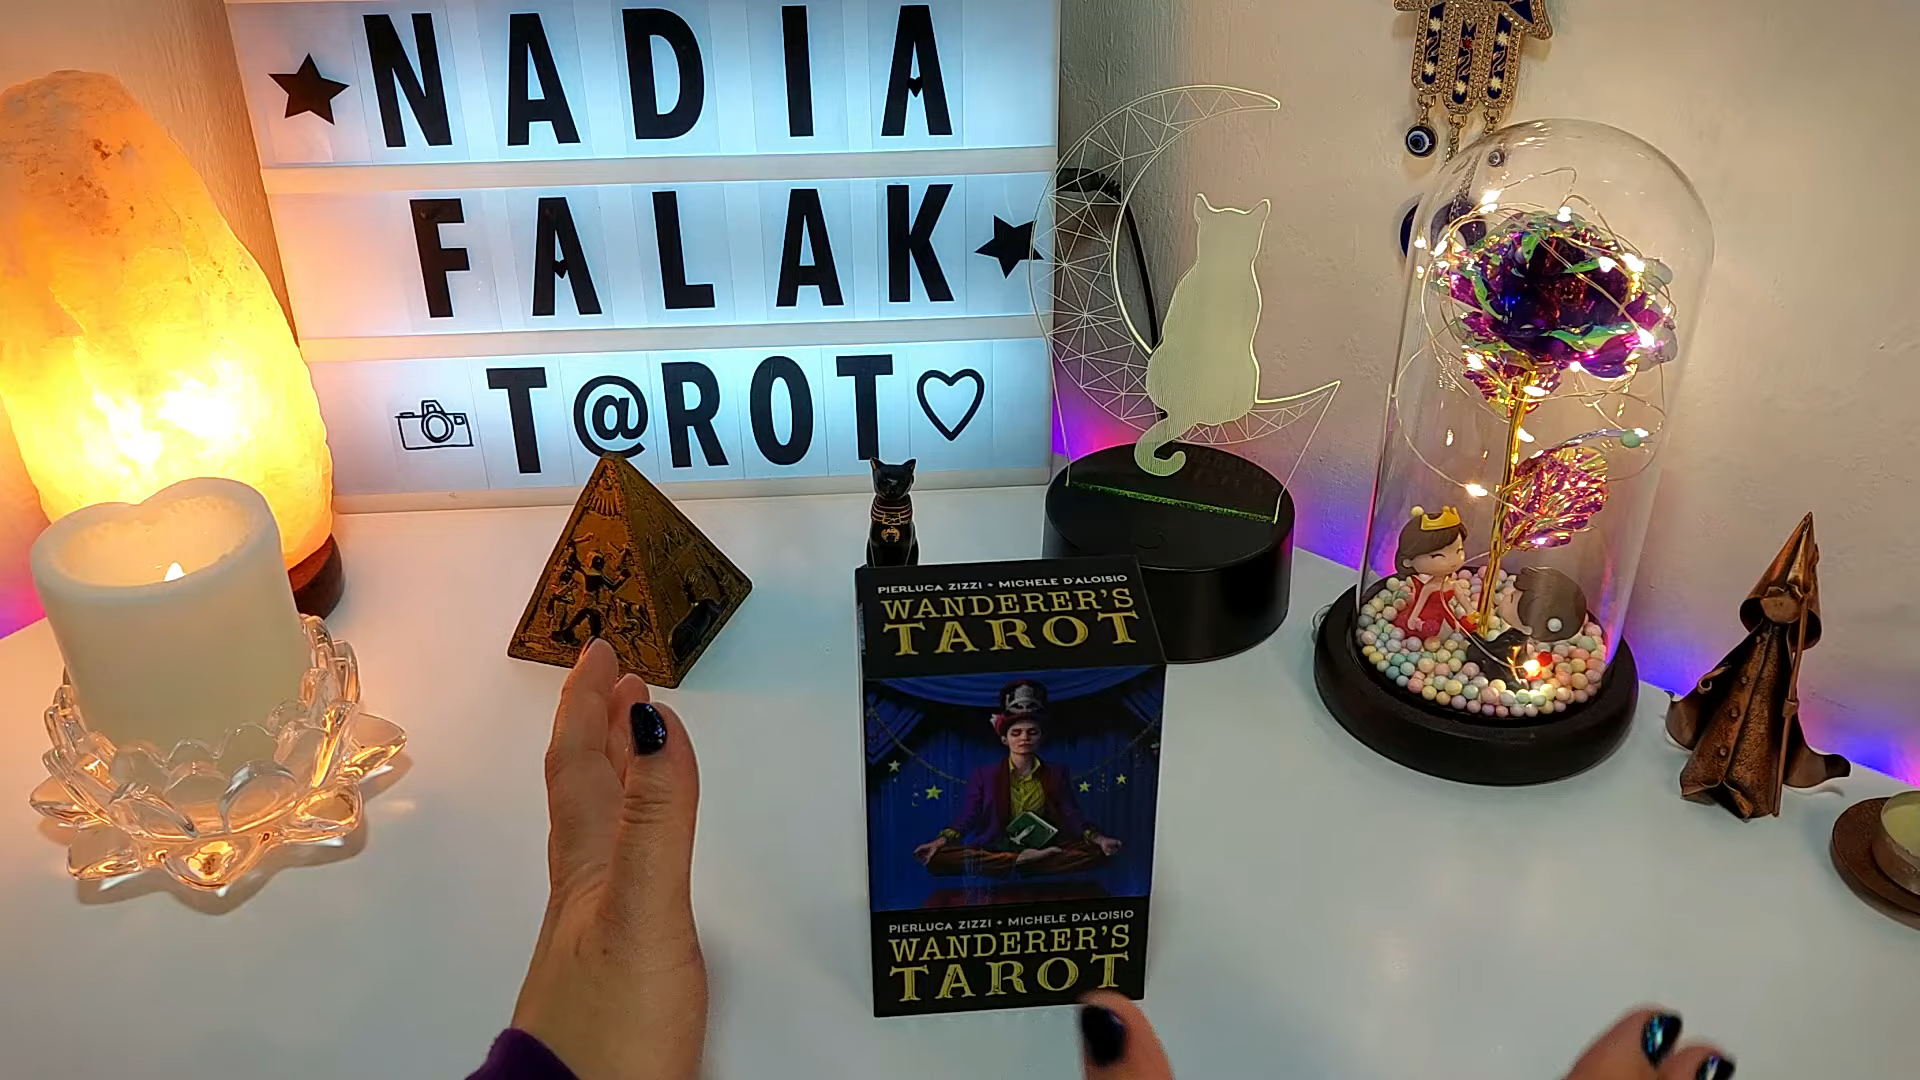 ★NADIA
FALAK★
T@ROT♡
PIERLUCA ZIZZI • MICHELE D'ALOISIO
WANDERER'S
TAROT
PIERLUCA ZIZZI • MICHELE D'ALOISIO
WANDERER'S
TAROT